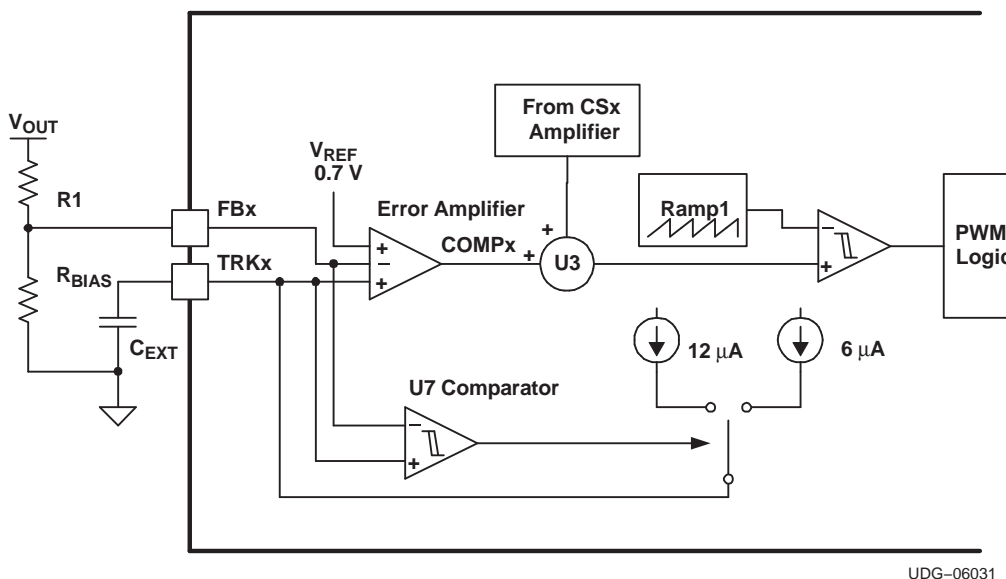 From CSx
Amplifier
VOUT
VREF
0.7 V
R1
FBx
Error Amplifier
Ramp1
+
+
−
+
COMPx
+
U3
−
+
PWM
Logic
TRKx
RBIAS
CEXT
12 μA
6 μA
U7 Comparator
−
+
UDG−06031